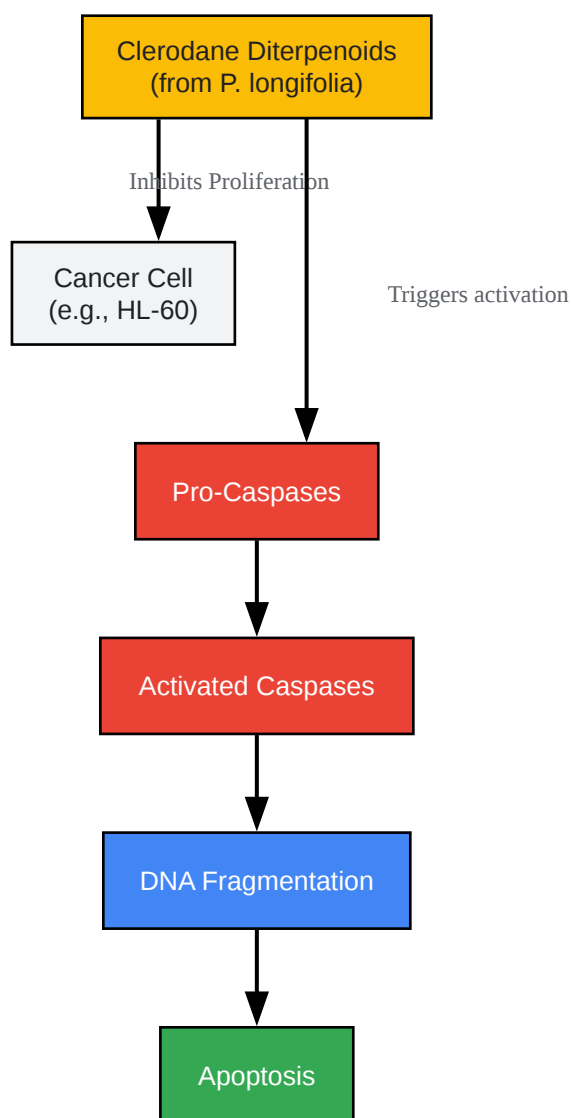 Clerodane Diterpenoids
(from P. longifolia)
Inhibits Proliferation
Cancer Cell
(e.g., HL-60)
Triggers activation
Pro-Caspases
Activated Caspases
DNA Fragmentation
Apoptosis